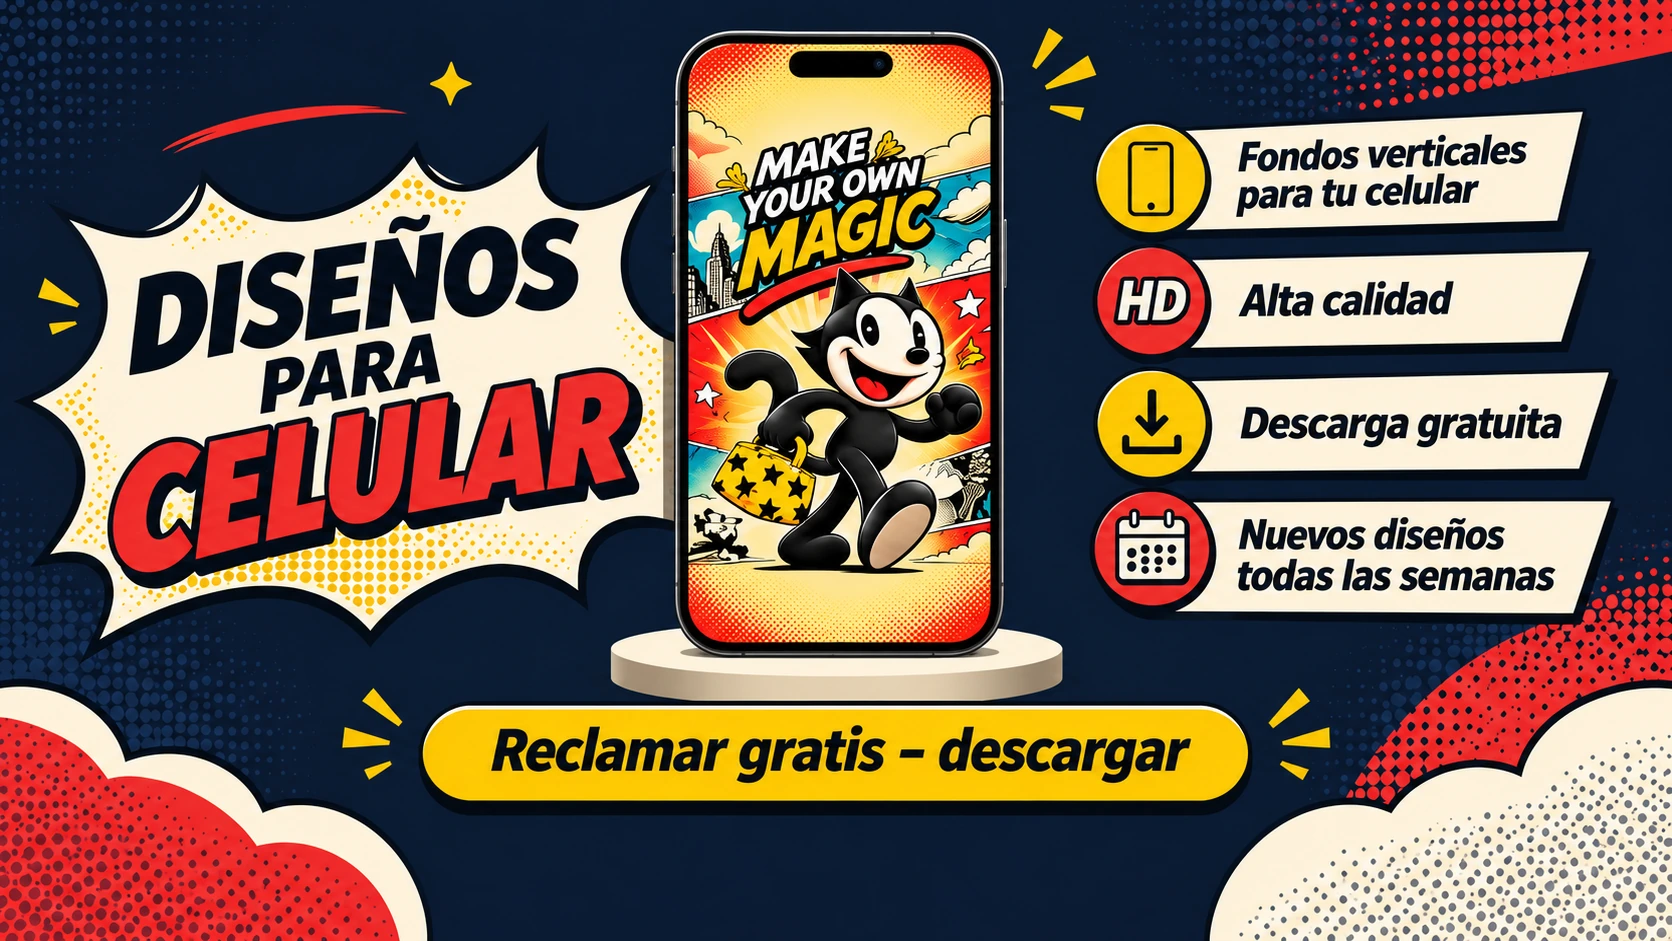 DISEÑOS
PARA
CELULAR
MAKE
YOUR OWN
MAGIC
Fondos verticales
para tu celular
HD
Alta calidad
Descarga gratuita
Nuevos diseños
todas las semanas
Reclamar gratis – descargar